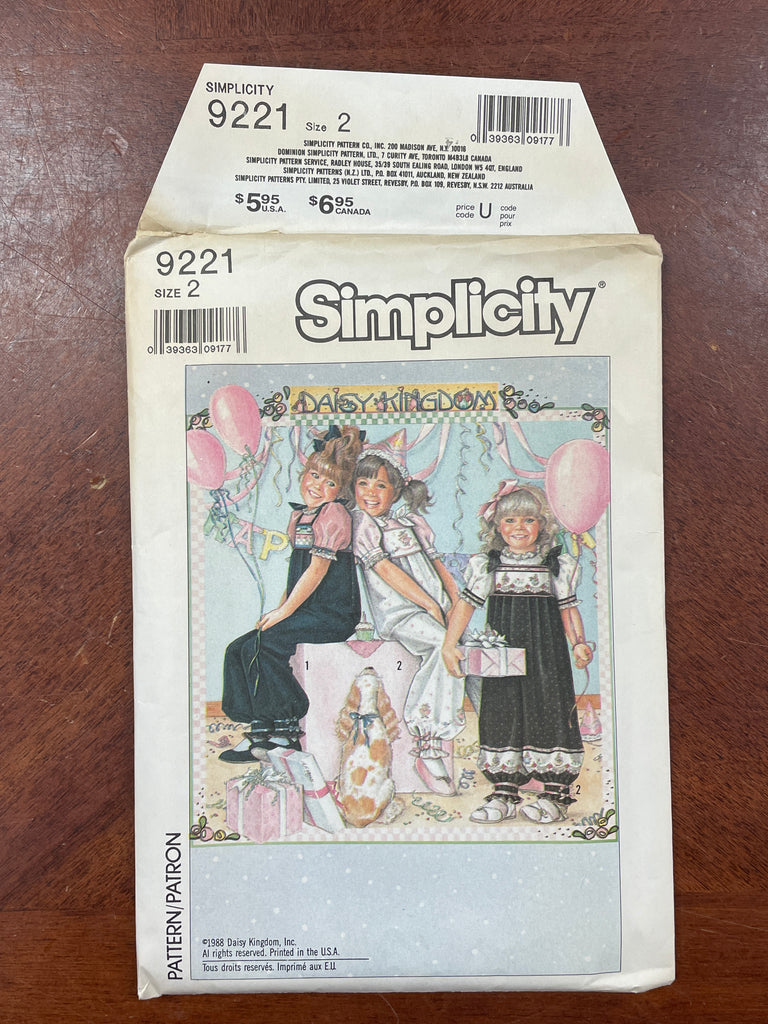 SIMPLICITY
9221 Size 2
0 39363 09177
SIMPLICITY PATTERN CO., INC. 200 MADISON AVE, N.Y. 10016
DOMINION SIMPLICITY PATTERN, LTD., 7 CURITY AVE, TORONTO M4B3L8 CANADA
SIMPLICITY PATTERN SERVICE, RADLEY HOUSE, 35/39 SOUTH EALING ROAD, LONDON W5 4QT, ENGLAND
SIMPLICITY PATTERNS (N.Z.) LTD, P.O. BOX 41011, AUCKLAND, NEW ZEALAND
SIMPLICITY PATTERNS PTY. LIMITED, 25 VIOLET STREET, REVESBY, P.O. BOX 109, REVESBY, N.S.W. 2212 AUSTRALIA
$5.95 U.S.A. $6.95 CANADA
price code U code pour prix
9221
SIZE 2
0 39363 09177
Simplicity®
DAISY KINGDOM
AP
1 2
2
PATTERN/PATRON
©1988 Daisy Kingdom, Inc.
All rights reserved. Printed in the U.S.A.
Tous droits reservés. Imprimé aux E.U.